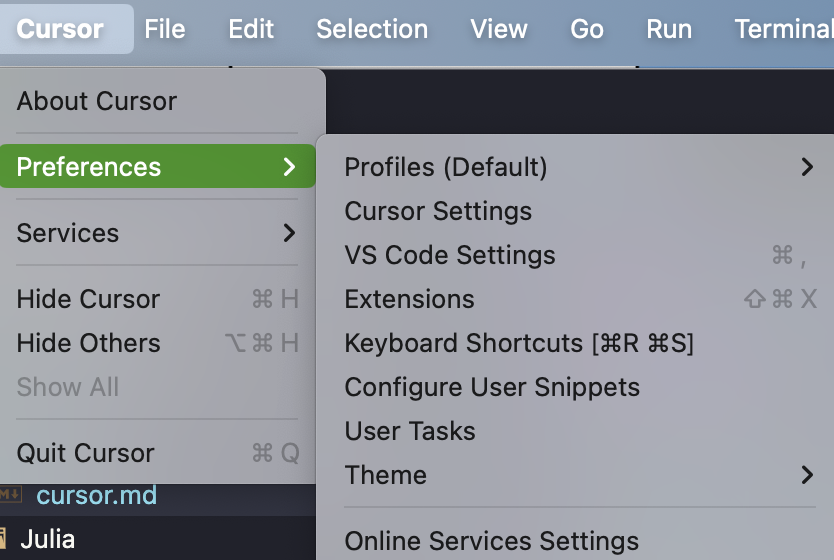 Cursor File Edit Selection View Go Run Terminal
About Cursor
Preferences
Services
Hide Cursor ⌘ H
Hide Others ⌥ ⌘ H
Show All
Quit Cursor ⌘ Q
Profiles (Default)
Cursor Settings
VS Code Settings ⌘ ,
Extensions ⇧ ⌘ X
Keyboard Shortcuts [⌘R ⌘S]
Configure User Snippets
User Tasks
Theme
Online Services Settings
cursor.md
Julia